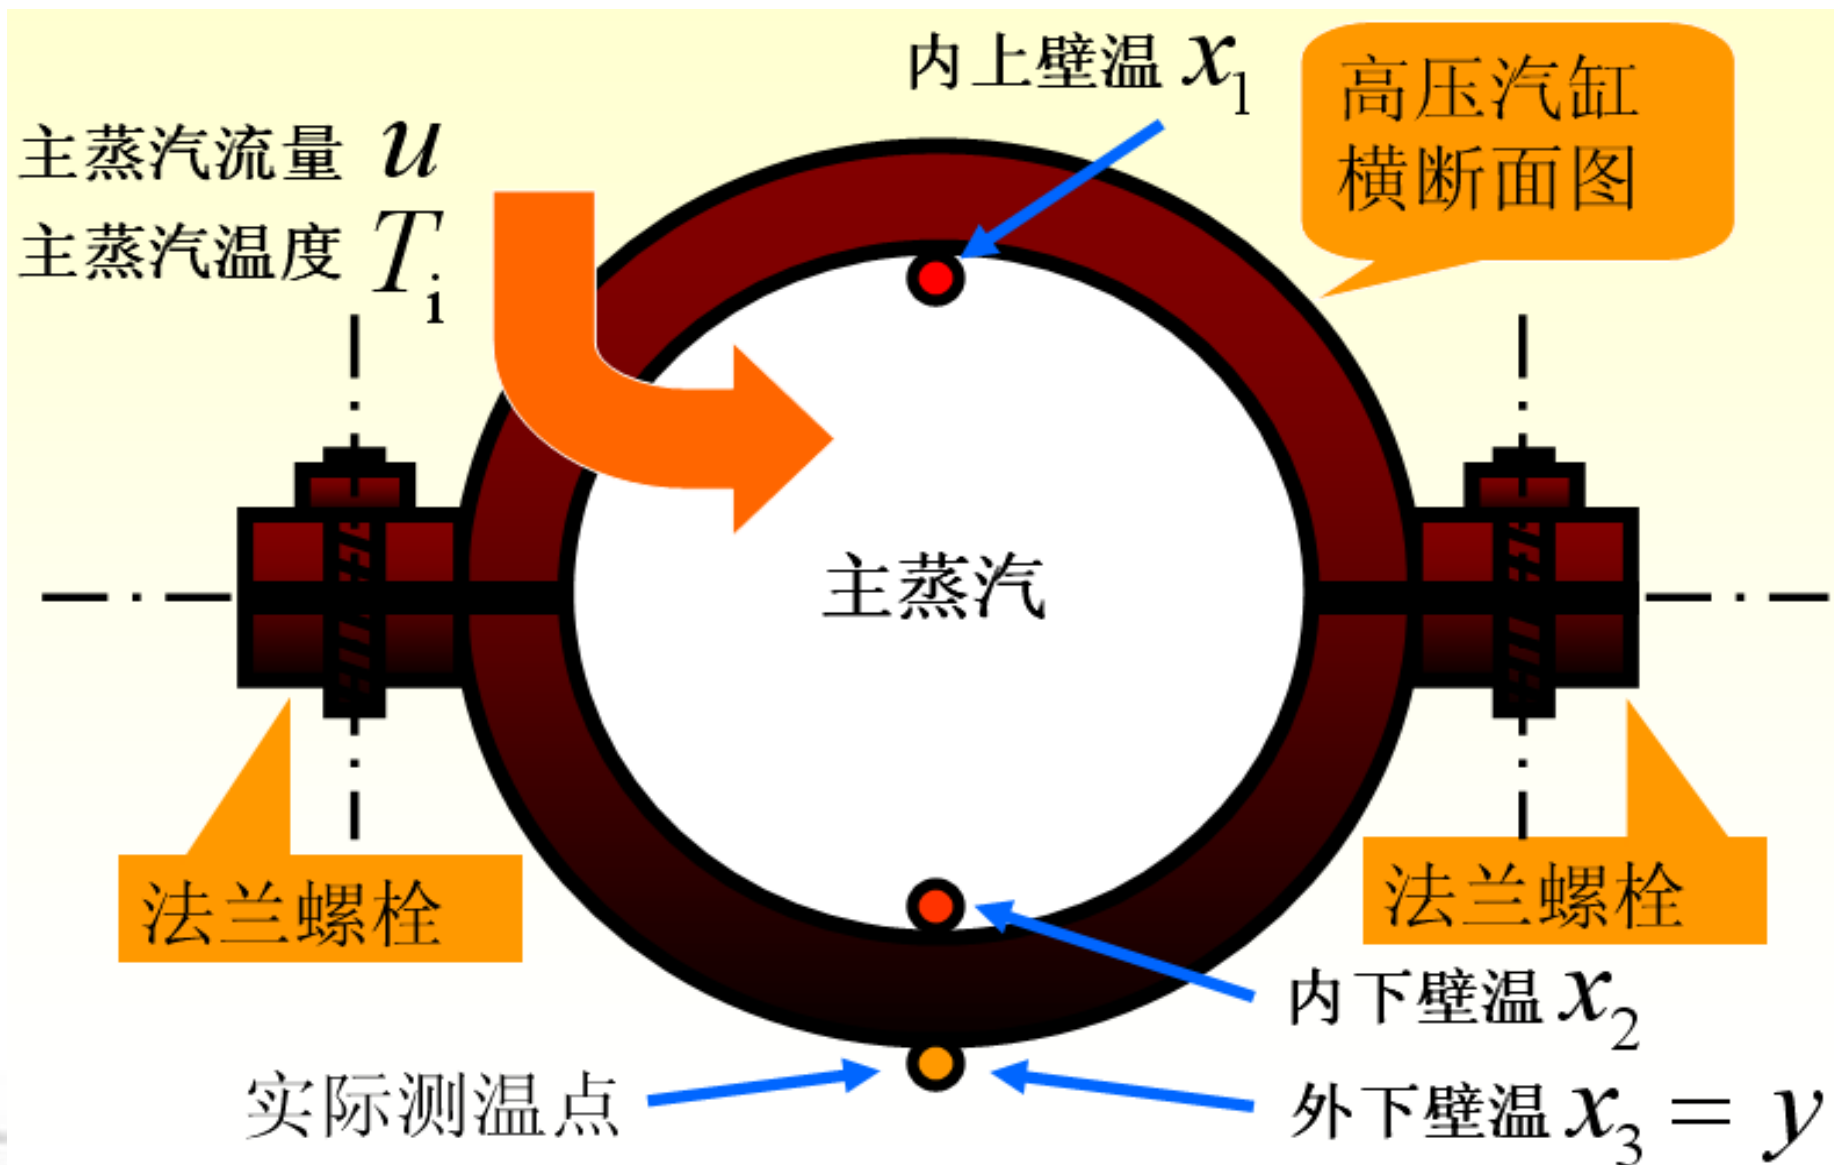 内上壁温 x₁
高压汽缸
横断面图
主蒸汽流量 u
主蒸汽温度 Tᵢ
主蒸汽
法兰螺栓
法兰螺栓
内下壁温 x₂
实际测温点
外下壁温 x₃ = y